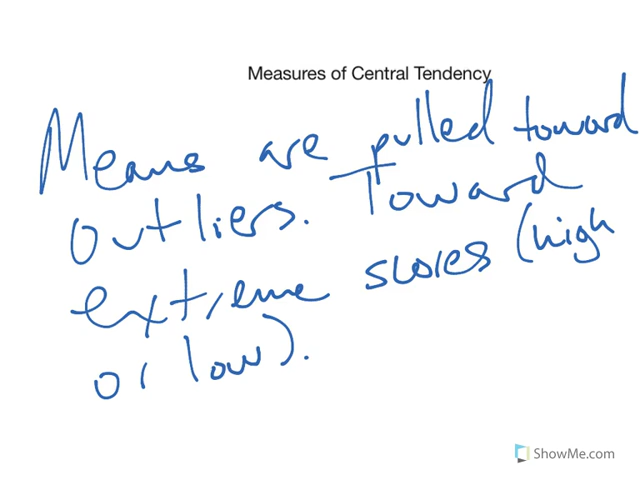 Measures of Central Tendency
Means are pulled toward
outliers. Toward
extreme scores (high
or low).
ShowMe.com